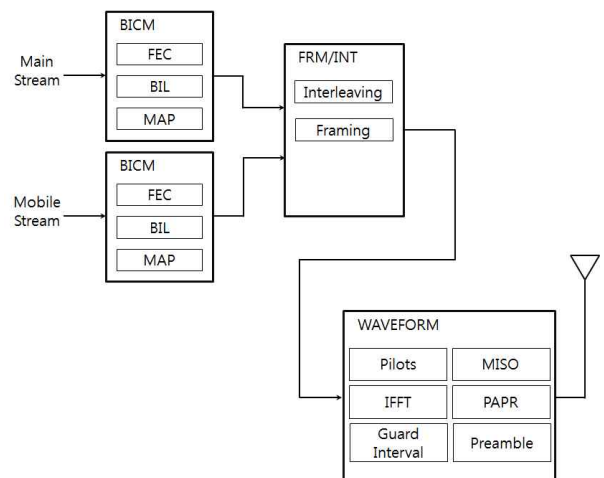 Main
Stream
BICM
FEC
BIL
MAP
Mobile
Stream
BICM
FEC
BIL
MAP
FRM/INT
Interleaving
Framing
WAVEFORM
Pilots
MISO
IFFT
PAPR
Guard
Interval
Preamble